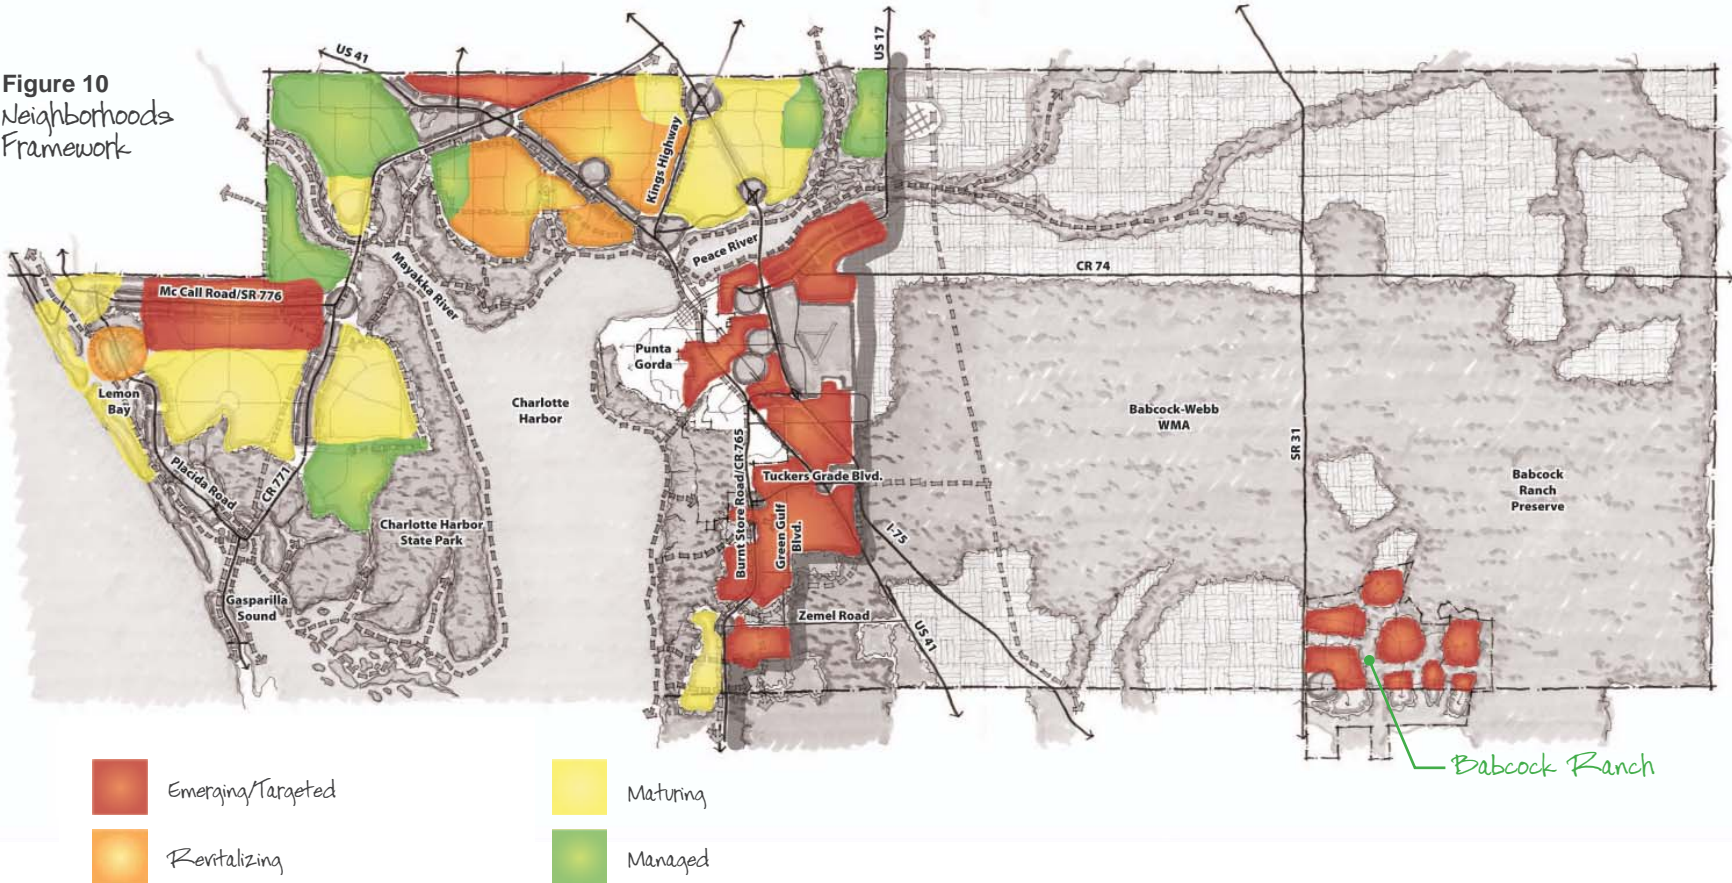 Figure 10
Neighborhoods
Framework
US 41
US 17
Kings Highway
Peace River
Mayakka River
Mc Call Road/SR 776
CR 74
Punta
Gorda
Lemon
Bay
Charlotte
Harbor
Babcock-Webb
WMA
SR 31
Babcock
Ranch
Preserve
Placida Road
CR 771
Burnt Store Road/CR 765
Tuckers Grade Blvd.
Green Gulf
Blvd.
I-75
Charlotte Harbor
State Park
Gasparilla
Sound
Zemel Road
US 41
Babcock Ranch
Emerging/Targeted
Maturing
Revitalizing
Managed